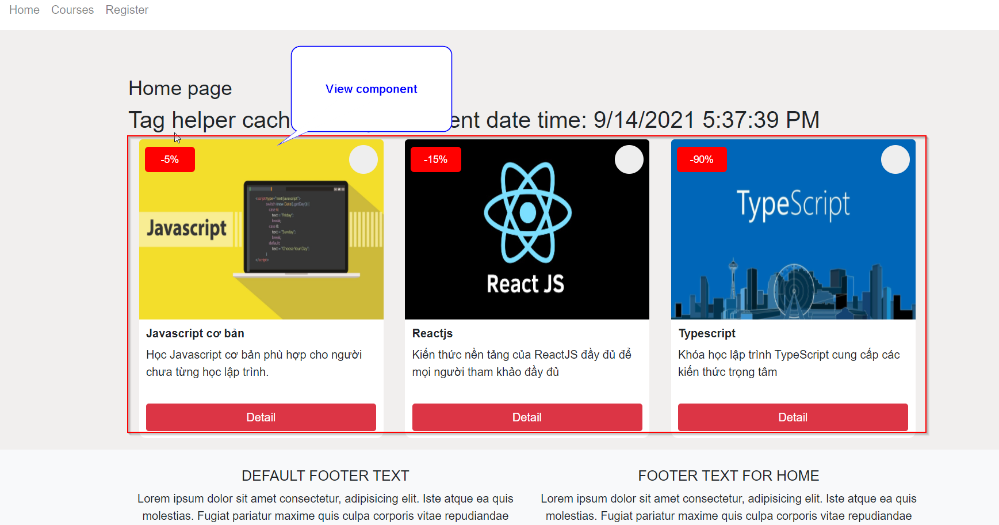 Home Courses Register
View component
Home page
Tag helper cach ent date time: 9/14/2021 5:37:39 PM
-5%
-15%
-90%
Javascript
<script type="text/javascript">
switch (new Date().getDay()) {
case 6:
text = "Friday";
break;
case 0:
text = "Sunday";
break;
default:
text = "Choose Your Day";
}
</script>
React JS
TypeScript
Javascript cơ bản
Học Javascript cơ bản phù hợp cho người
chưa từng học lập trình.
Detail
Reactjs
Kiến thức nền tảng của ReactJS đầy đủ để
mọi người tham khảo đầy đủ
Detail
Typescript
Khóa học lập trình TypeScript cung cấp các
kiến thức trọng tâm
Detail
DEFAULT FOOTER TEXT
Lorem ipsum dolor sit amet consectetur, adipisicing elit. Iste atque ea quis
molestias. Fugiat pariatur maxime quis culpa corporis vitae repudiandae
FOOTER TEXT FOR HOME
Lorem ipsum dolor sit amet consectetur, adipisicing elit. Iste atque ea quis
molestias. Fugiat pariatur maxime quis culpa corporis vitae repudiandae